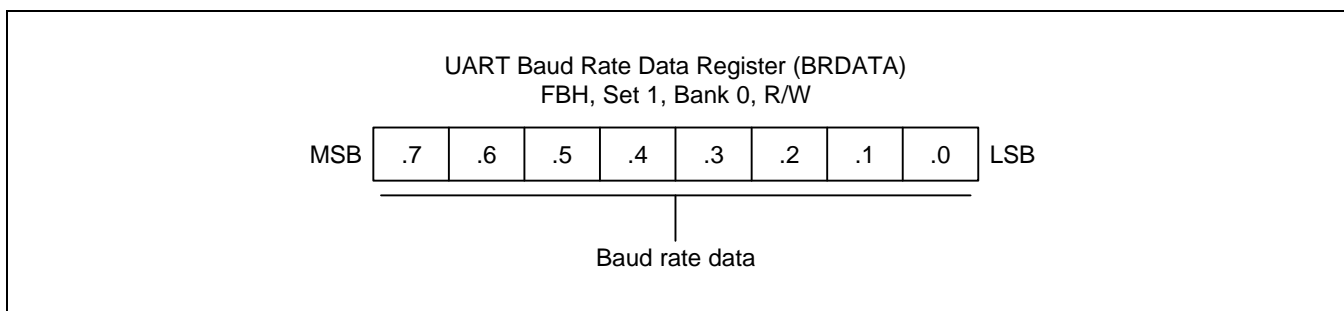 UART Baud Rate Data Register (BRDATA)
FBH, Set 1, Bank 0, R/W
MSB .7 .6 .5 .4 .3 .2 .1 .0 LSB
Baud rate data